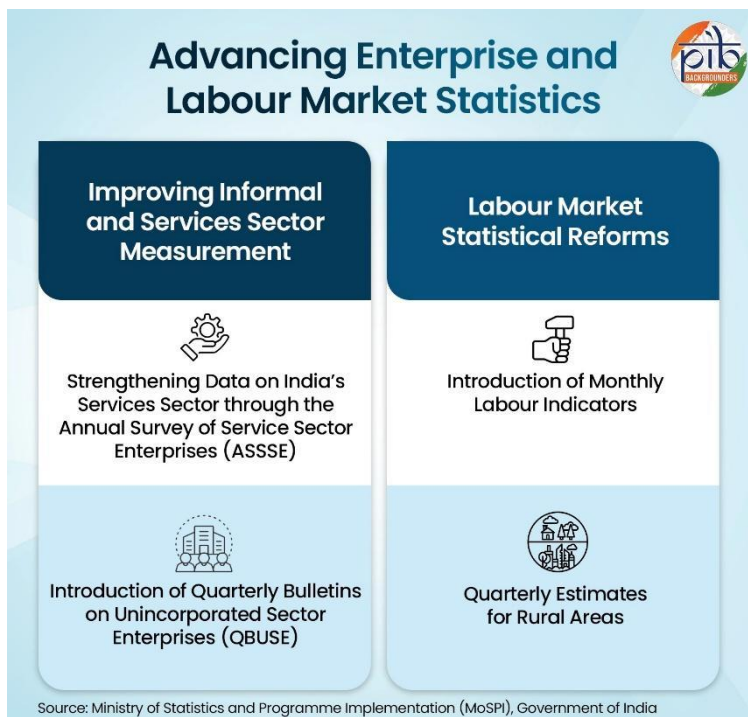 Advancing Enterprise and
Labour Market Statistics
pib
BACKGROUNDERS
Improving Informal
and Services Sector
Measurement
Strengthening Data on India's
Services Sector through the
Annual Survey of Service Sector
Enterprises (ASSSE)
Introduction of Quarterly Bulletins
on Unincorporated Sector
Enterprises (QBUSE)
Labour Market
Statistical Reforms
Introduction of Monthly
Labour Indicators
Quarterly Estimates
for Rural Areas
Source: Ministry of Statistics and Programme Implementation (MoSPI), Government of India